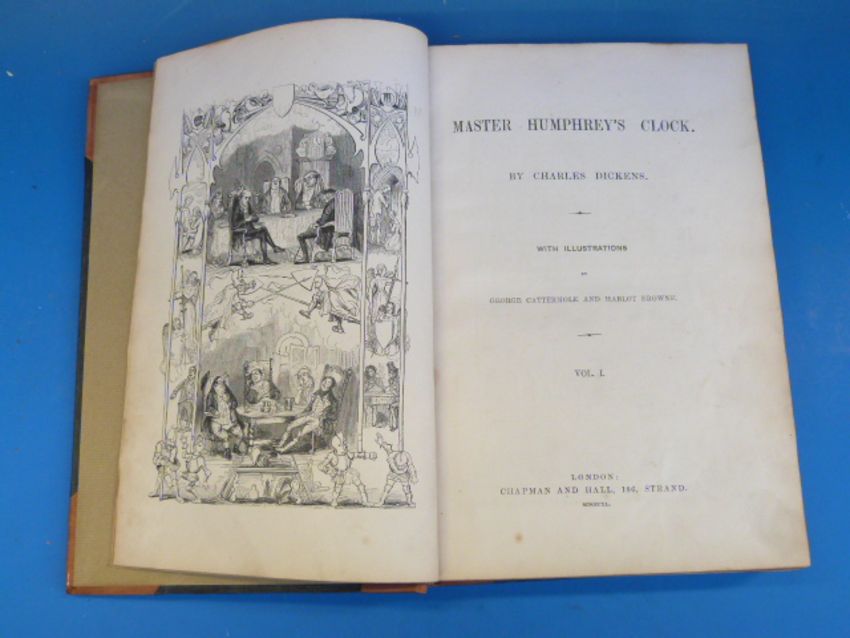 MASTER HUMPHREY'S CLOCK.
BY CHARLES DICKENS.
WITH ILLUSTRATIONS
BY
GEORGE CATTERMOLE AND HABLOT BROWNE.
VOL. I.
LONDON:
CHAPMAN AND HALL, 186, STRAND.
MDCCCXL.